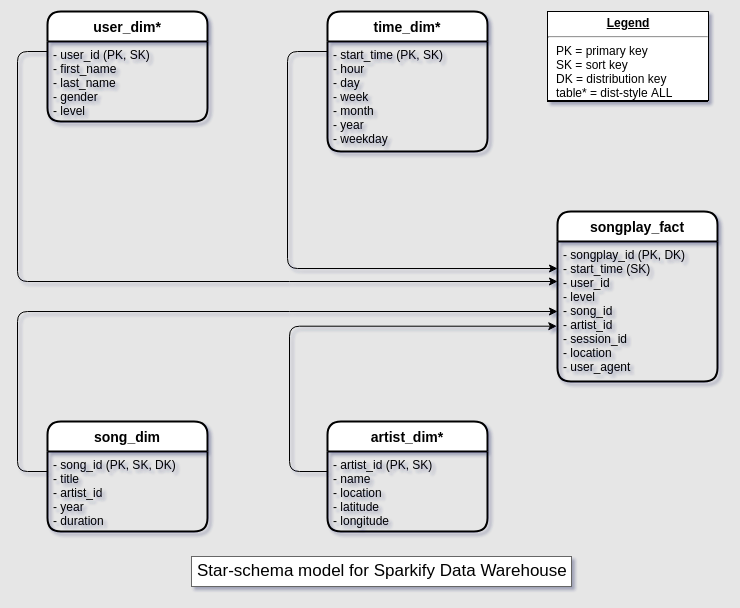 user_dim*
- user_id (PK, SK)
- first_name
- last_name
- gender
- level
time_dim*
- start_time (PK, SK)
- hour
- day
- week
- month
- year
- weekday
Legend
PK = primary key
SK = sort key
DK = distribution key
table* = dist-style ALL
songplay_fact
- songplay_id (PK, DK)
- start_time (SK)
- user_id
- level
- song_id
- artist_id
- session_id
- location
- user_agent
song_dim
- song_id (PK, SK, DK)
- title
- artist_id
- year
- duration
artist_dim*
- artist_id (PK, SK)
- name
- location
- latitude
- longitude
Star-schema model for Sparkify Data Warehouse